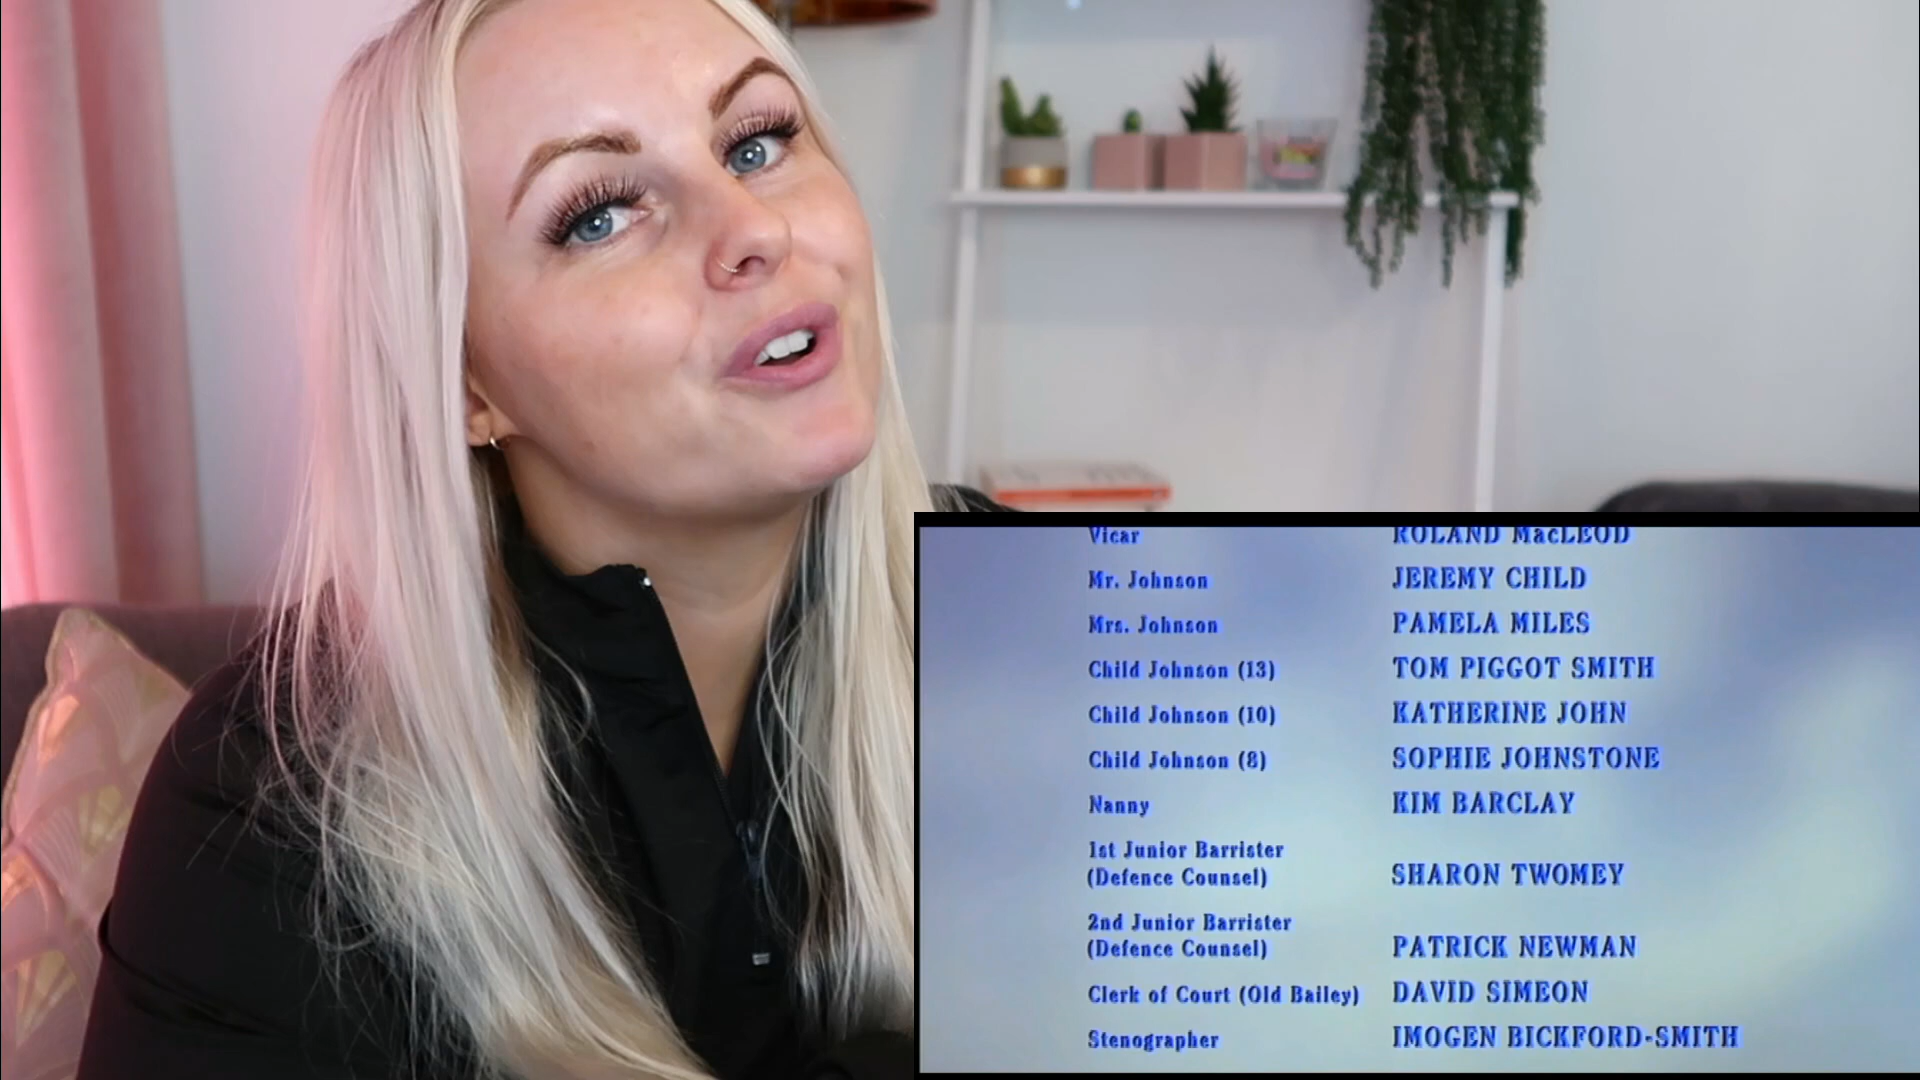 Vicar ROLAND MacLEOD
Mr. Johnson JEREMY CHILD
Mrs. Johnson PAMELA MILES
Child Johnson (13) TOM PIGGOT SMITH
Child Johnson (10) KATHERINE JOHN
Child Johnson (8) SOPHIE JOHNSTONE
Nanny KIM BARCLAY
1st Junior Barrister
(Defence Counsel) SHARON TWOMEY
2nd Junior Barrister
(Defence Counsel) PATRICK NEWMAN
Clerk of Court (Old Bailey) DAVID SIMEON
Stenographer IMOGEN BICKFORD-SMITH